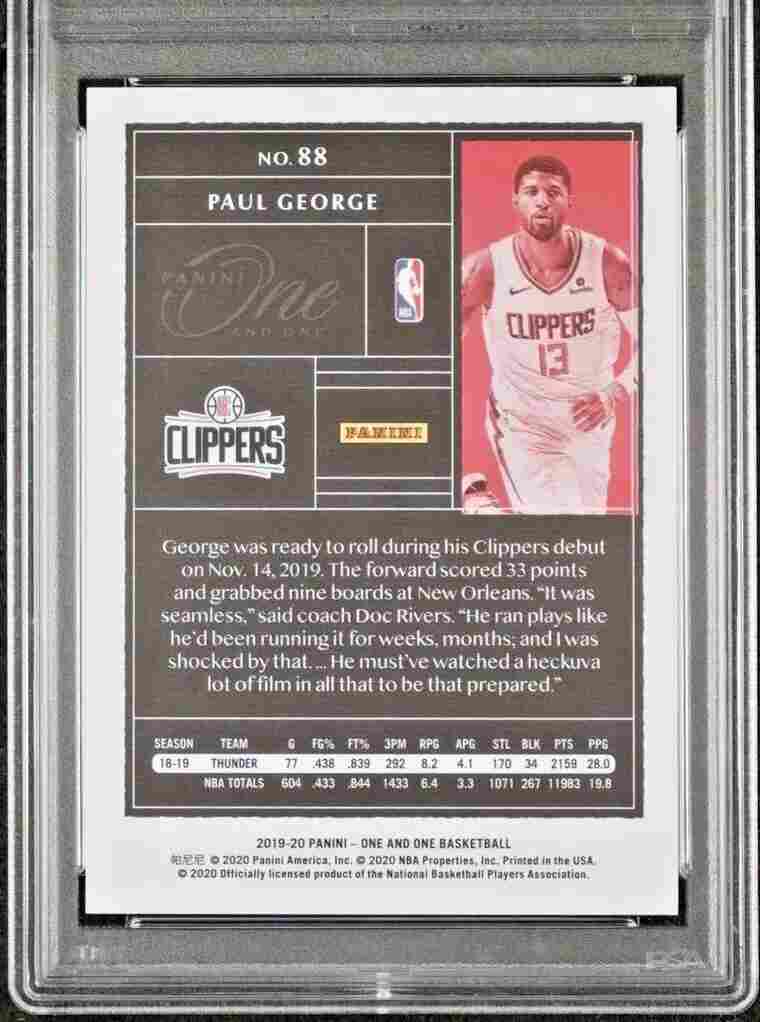 NO. 88
PAUL GEORGE
PANINI
One
AND ONE
NBA
CLIPPERS
PANINI
CLIPPERS
13
George was ready to roll during his Clippers debut
on Nov. 14, 2019. The forward scored 33 points
and grabbed nine boards at New Orleans. “It was
seamless,” said coach Doc Rivers. “He ran plays like
he’d been running it for weeks, months; and I was
shocked by that. ... He must’ve watched a heckuva
lot of film in all that to be that prepared.”
SEASON TEAM G FG% FT% 3PM RPG APG STL BLK PTS PPG
18-19 THUNDER 77 .438 .839 292 8.2 4.1 170 34 2159 28.0
NBA TOTALS 604 .433 .844 1433 6.4 3.3 1071 267 11983 19.8
2019-20 PANINI – ONE AND ONE BASKETBALL
帕尼尼 © 2020 Panini America, Inc. © 2020 NBA Properties, Inc. Printed in the USA.
© 2020 Officially licensed product of the National Basketball Players Association.
PSA